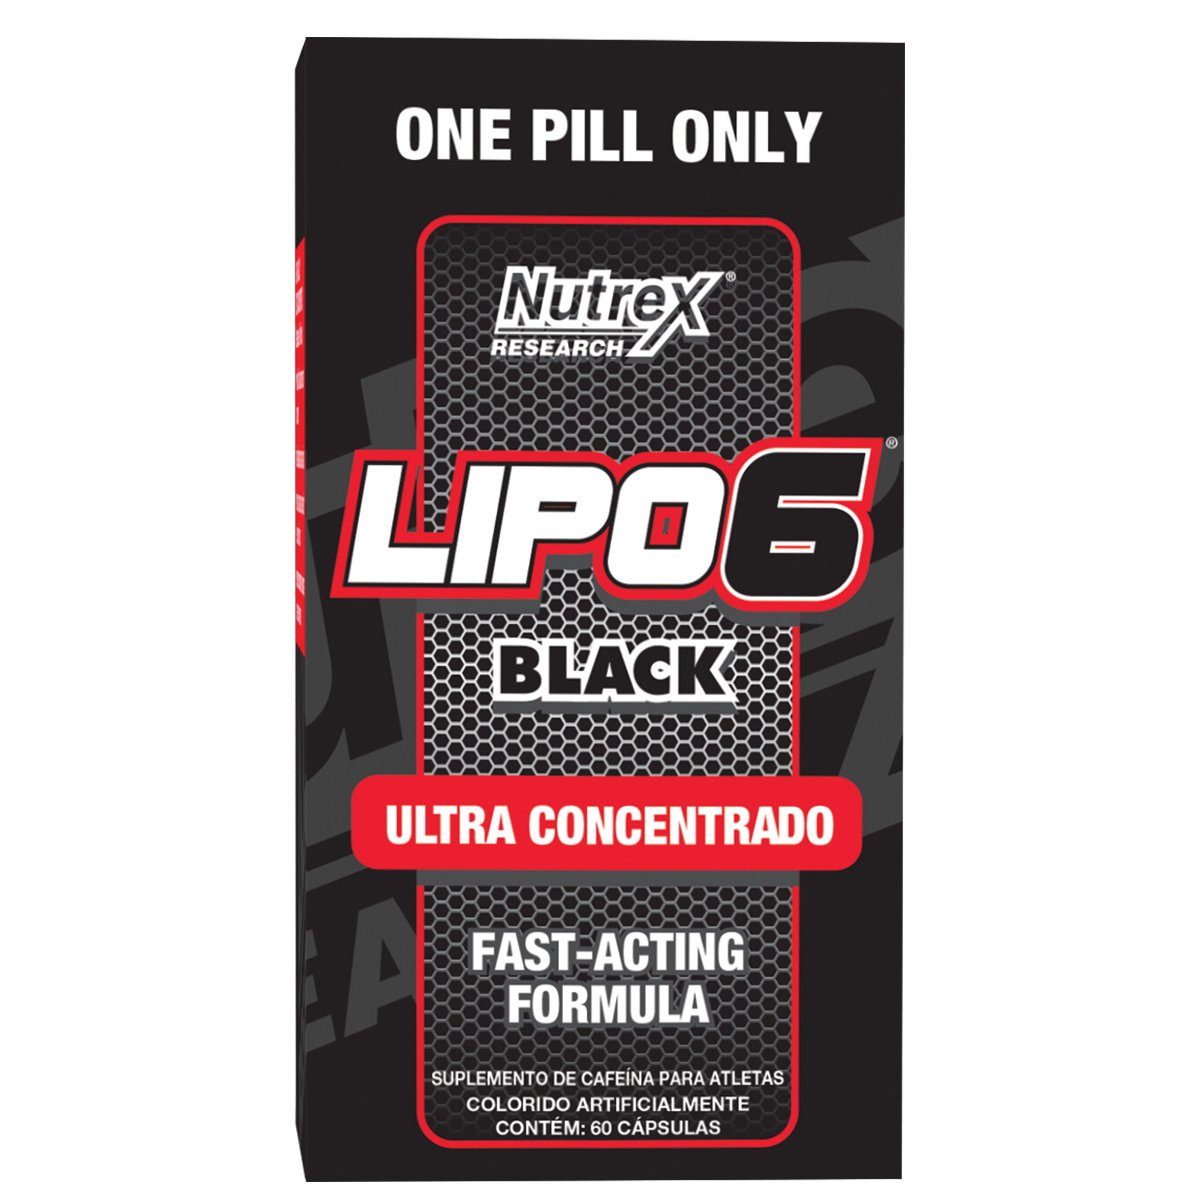 ONE PILL ONLY
Nutrex®
RESEARCH
LIPO6®
BLACK
ULTRA CONCENTRADO
FAST-ACTING
FORMULA
SUPLEMENTO DE CAFEÍNA PARA ATLETAS
COLORIDO ARTIFICIALMENTE
CONTÉM: 60 CÁPSULAS